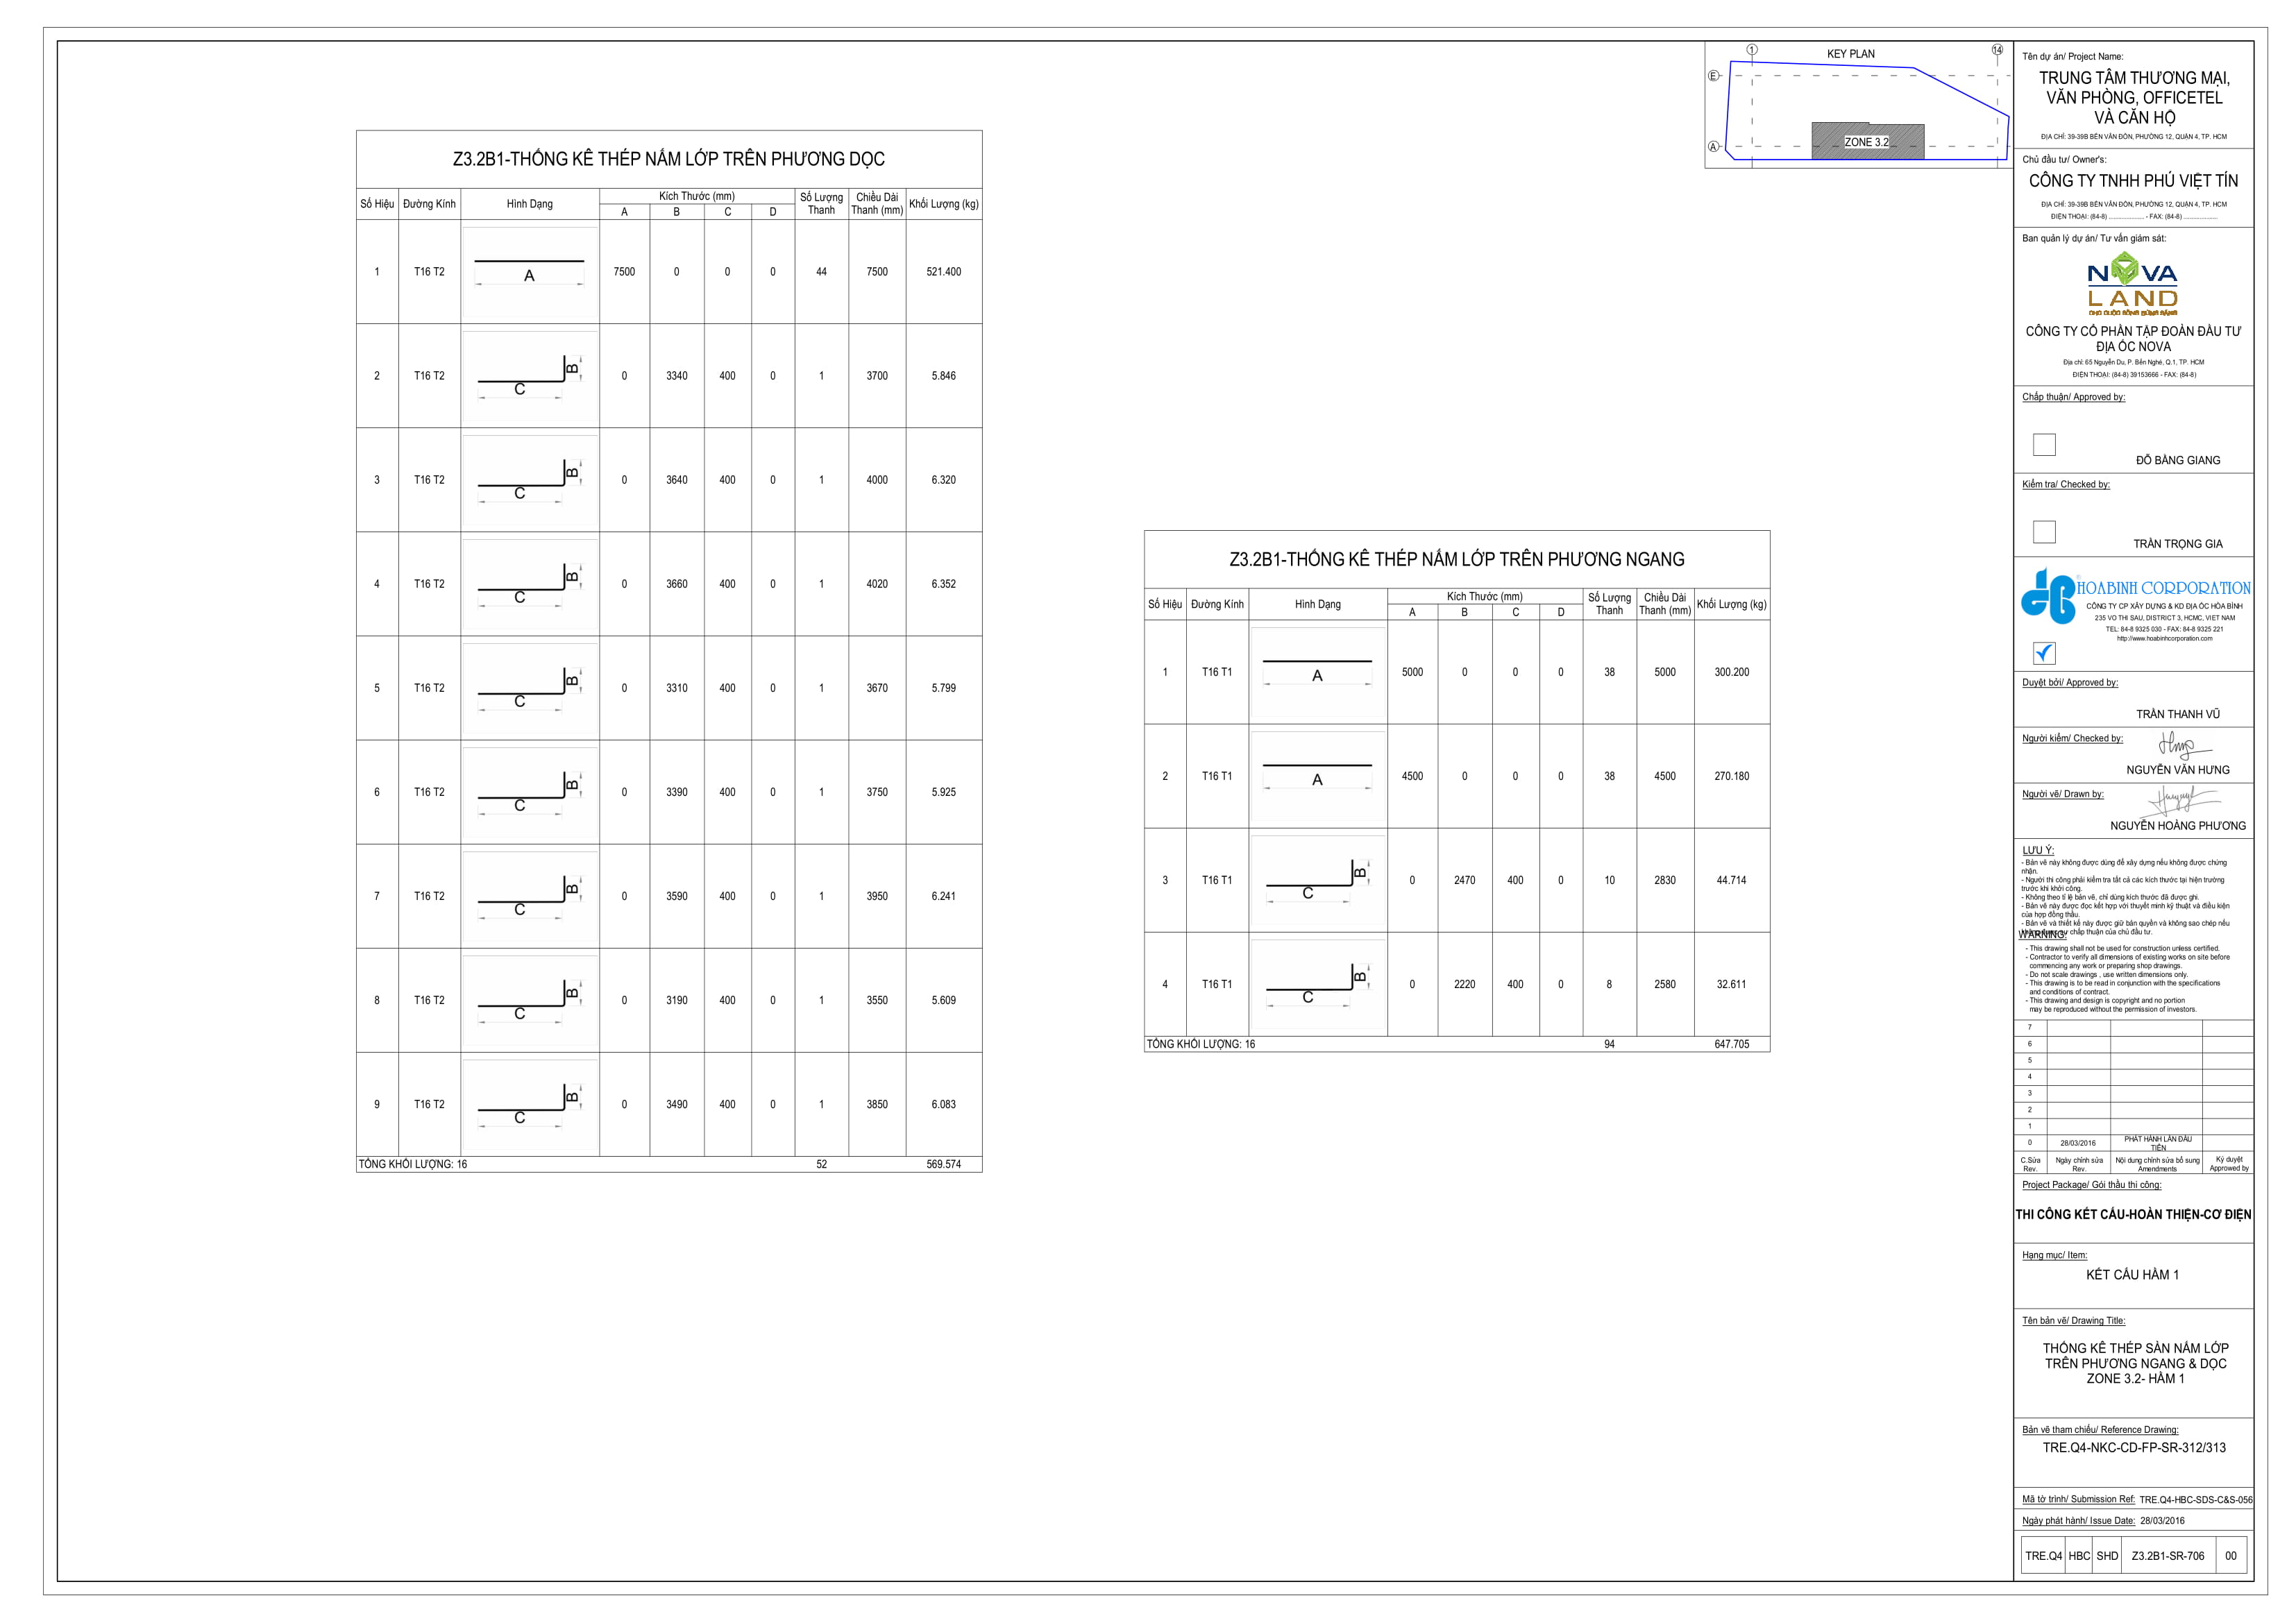 Z3.2B1-THỐNG KÊ THÉP NẤM LỚP TRÊN PHƯƠNG DỌC
Số Hiệu Đường Kính Hình Dạng Kích Thước (mm) Số Lượng Thanh Chiều Dài Thanh (mm) Khối Lượng (kg)
A B C D
1 T16 T2 A 7500 0 0 0 44 7500 521.400
2 T16 T2 C B 0 3340 400 0 1 3700 5.846
3 T16 T2 C B 0 3640 400 0 1 4000 6.320
4 T16 T2 C B 0 3660 400 0 1 4020 6.352
5 T16 T2 C B 0 3310 400 0 1 3670 5.799
6 T16 T2 C B 0 3390 400 0 1 3750 5.925
7 T16 T2 C B 0 3590 400 0 1 3950 6.241
8 T16 T2 C B 0 3190 400 0 1 3550 5.609
9 T16 T2 C B 0 3490 400 0 1 3850 6.083
TỔNG KHỐI LƯỢNG: 16 52 569.574
Z3.2B1-THỐNG KÊ THÉP NẤM LỚP TRÊN PHƯƠNG NGANG
Số Hiệu Đường Kính Hình Dạng Kích Thước (mm) Số Lượng Thanh Chiều Dài Thanh (mm) Khối Lượng (kg)
A B C D
1 T16 T1 A 5000 0 0 0 38 5000 300.200
2 T16 T1 A 4500 0 0 0 38 4500 270.180
3 T16 T1 C B 0 2470 400 0 10 2830 44.714
4 T16 T1 C B 0 2220 400 0 8 2580 32.611
TỔNG KHỐI LƯỢNG: 16 94 647.705
KEY PLAN
1 14
E
A
ZONE 3.2
Tên dự án/ Project Name:
TRUNG TÂM THƯƠNG MẠI,
VĂN PHÒNG, OFFICETEL
VÀ CĂN HỘ
ĐỊA CHỈ: 39-39B BẾN VÂN ĐỒN, PHƯỜNG 12, QUẬN 4, TP. HCM
Chủ đầu tư/ Owner's:
CÔNG TY TNHH PHÚ VIỆT TÍN
ĐỊA CHỈ: 39-39B BẾN VÂN ĐỒN, PHƯỜNG 12, QUẬN 4, TP. HCM
ĐIỆN THOẠI: (84-8) .................... - FAX: (84-8) ...................
Ban quản lý dự án/ Tư vấn giám sát:
NOVA
LAND
CÔNG TY CỔ PHẦN TẬP ĐOÀN ĐẦU TƯ
ĐỊA ỐC NOVA
Địa chỉ: 65 Nguyễn Du, P. Bến Nghé, Q.1, TP. HCM
ĐIỆN THOẠI: (84-8) 39153666 - FAX: (84-8)
Chấp thuận/ Approved by:
ĐỖ BẰNG GIANG
Kiểm tra/ Checked by:
TRẦN TRỌNG GIA
HOABINH CORPORATION
CÔNG TY CP XÂY DỰNG & KD ĐỊA ỐC HÒA BÌNH
235 VO THI SAU, DISTRICT 3, HCMC, VIET NAM
TEL: 84-8 9325 030 - FAX: 84-8 9325 221
http://www.hoabinhcorporation.com
Duyệt bởi/ Approved by:
TRẦN THANH VŨ
Người kiểm/ Checked by:
NGUYỄN VĂN HƯNG
Người vẽ/ Drawn by:
NGUYỄN HOÀNG PHƯƠNG
LƯU Ý:
- Bản vẽ này không được dùng để xây dựng nếu không được chứng
nhận.
- Người thi công phải kiểm tra tất cả các kích thước tại hiện trường
trước khi khởi công.
- Không theo tỉ lệ bản vẽ, chỉ dùng kích thước đã được ghi.
- Bản vẽ này được đọc kết hợp với thuyết minh kỹ thuật và điều kiện
của hợp đồng thầu.
- Bản vẽ và thiết kế này được giữ bản quyền và không sao chép nếu
chấp thuận của chủ đầu tư.
WARNING:
- This drawing shall not be used for construction unless certified.
- Contractor to verify all dimensions of existing works on site before
commencing any work or preparing shop drawings.
- Do not scale drawings , use written dimensions only.
- This drawing is to be read in conjunction with the specifications
and conditions of contract.
- This drawing and design is copyright and no portion
may be reproduced without the permission of investors.
7
6
5
4
3
2
1
0 28/03/2016 PHÁT HÀNH LẦN ĐẦU TIÊN
C.Sửa Ngày chỉnh sửa Nội dung chỉnh sửa bổ sung Ký duyệt
Rev. Rev. Amendments Approwed by
Project Package/ Gói thầu thi công:
THI CÔNG KẾT CẤU-HOÀN THIỆN-CƠ ĐIỆN
Hạng mục/ Item:
KẾT CẤU HẦM 1
Tên bản vẽ/ Drawing Title:
THỐNG KÊ THÉP SÀN NẤM LỚP
TRÊN PHƯƠNG NGANG & DỌC
ZONE 3.2- HẦM 1
Bản vẽ tham chiếu/ Reference Drawing:
TRE.Q4-NKC-CD-FP-SR-312/313
Mã tờ trình/ Submission Ref: TRE.Q4-HBC-SDS-C&S-056
Ngày phát hành/ Issue Date: 28/03/2016
TRE.Q4 HBC SHD Z3.2B1-SR-706 00